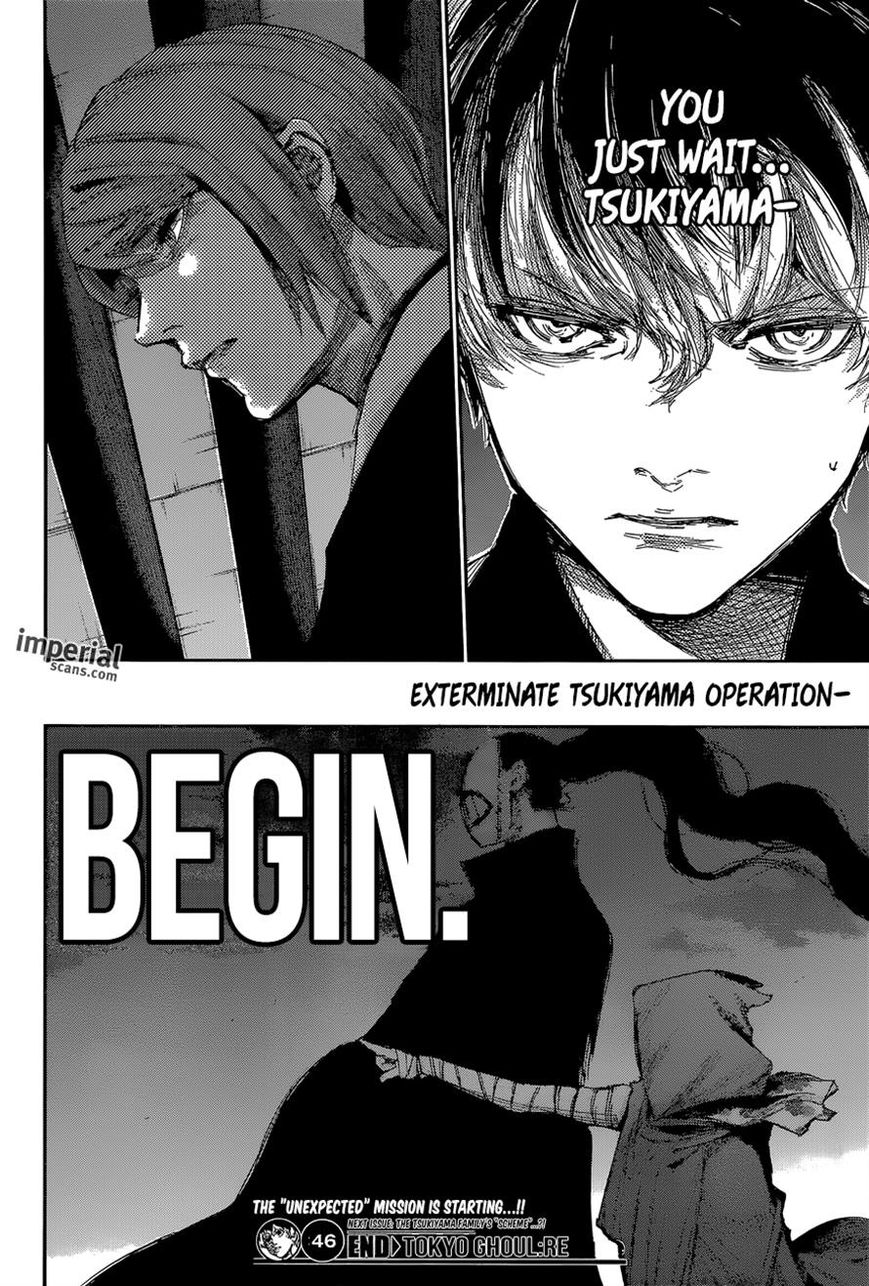 YOU
JUST WAIT...
TSUKIYAMA-
imperial
scans.com
EXTERMINATE TSUKIYAMA OPERATION-
BEGIN.
THE "UNEXPECTED" MISSION IS STARTING...!!
NEXT ISSUE: THE TSUKIYAMA FAMILY'S "SCHEME"...?!
46 END TOKYO GHOUL:RE